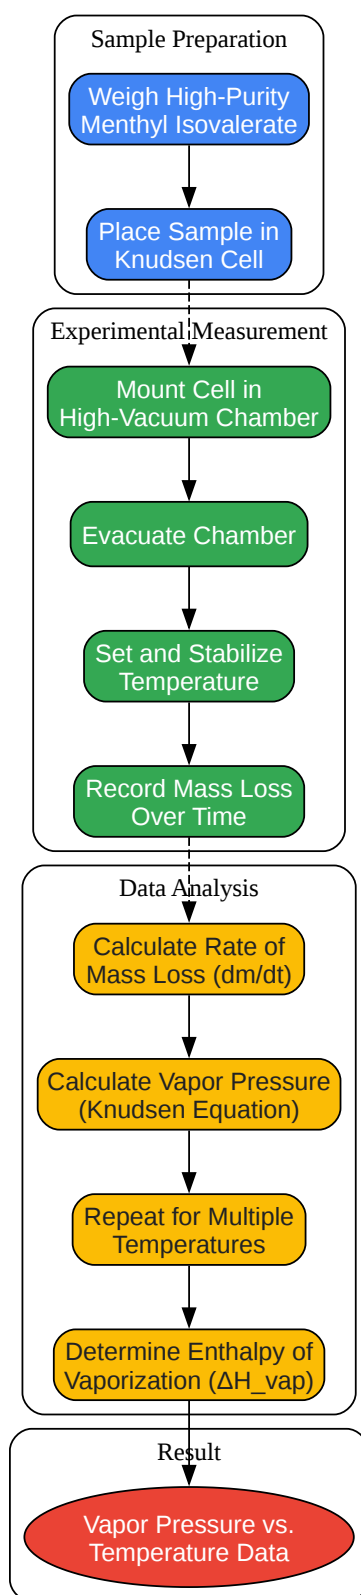 Sample Preparation
Weigh High-Purity
Menthyl Isovalerate
Place Sample in
Knudsen Cell
Experimental Measurement
Mount Cell in
High-Vacuum Chamber
Evacuate Chamber
Set and Stabilize
Temperature
Record Mass Loss
Over Time
Data Analysis
Calculate Rate of
Mass Loss (dm/dt)
Calculate Vapor Pressure
(Knudsen Equation)
Repeat for Multiple
Temperatures
Determine Enthalpy of
Vaporization (ΔH_vap)
Result
Vapor Pressure vs.
Temperature Data